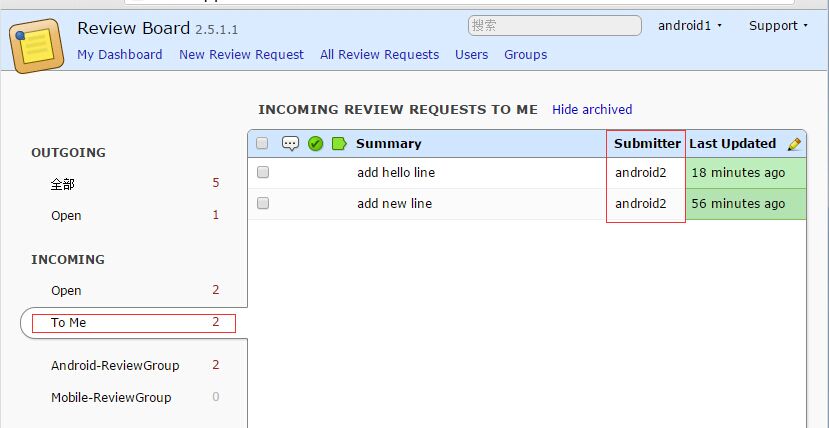 Review Board 2.5.1.1
搜索
android1
Support
My Dashboard New Review Request All Review Requests Users Groups
INCOMING REVIEW REQUESTS TO ME Hide archived
OUTGOING
全部 5
Open 1
INCOMING
Open 2
To Me 2
Android-ReviewGroup 2
Mobile-ReviewGroup 0
Summary Submitter Last Updated
add hello line android2 18 minutes ago
add new line android2 56 minutes ago